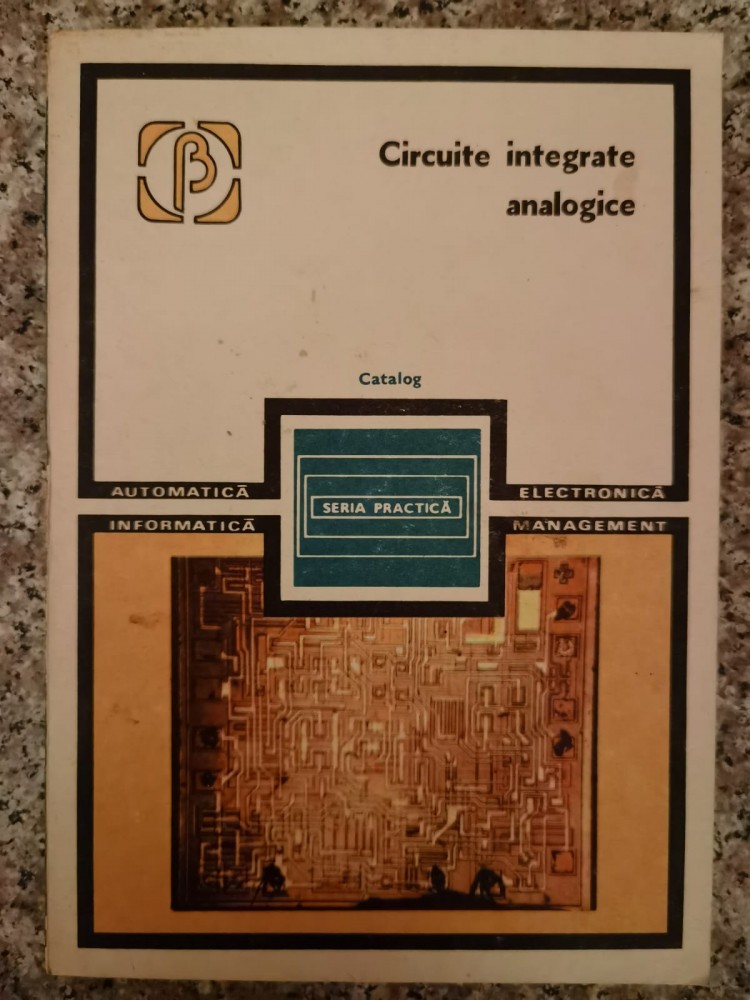 β
Circuite integrate
analogice
Catalog
AUTOMATICĂ
ELECTRONICĂ
SERIA PRACTICĂ
INFORMATICĂ
MANAGEMENT